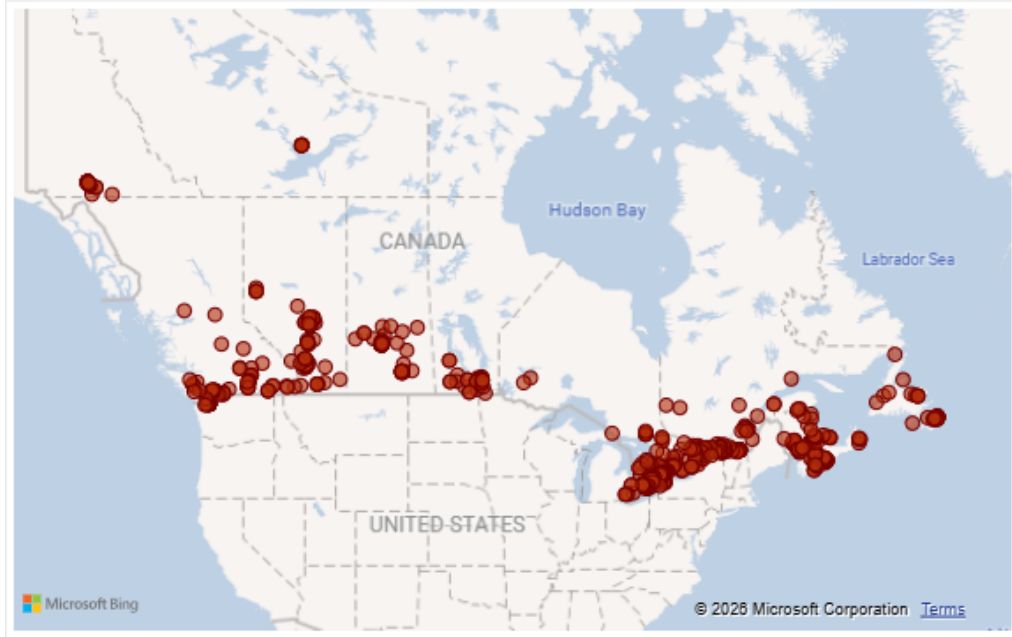 Hudson Bay
CANADA
Labrador Sea
UNITED STATES
Microsoft Bing
© 2026 Microsoft Corporation Terms